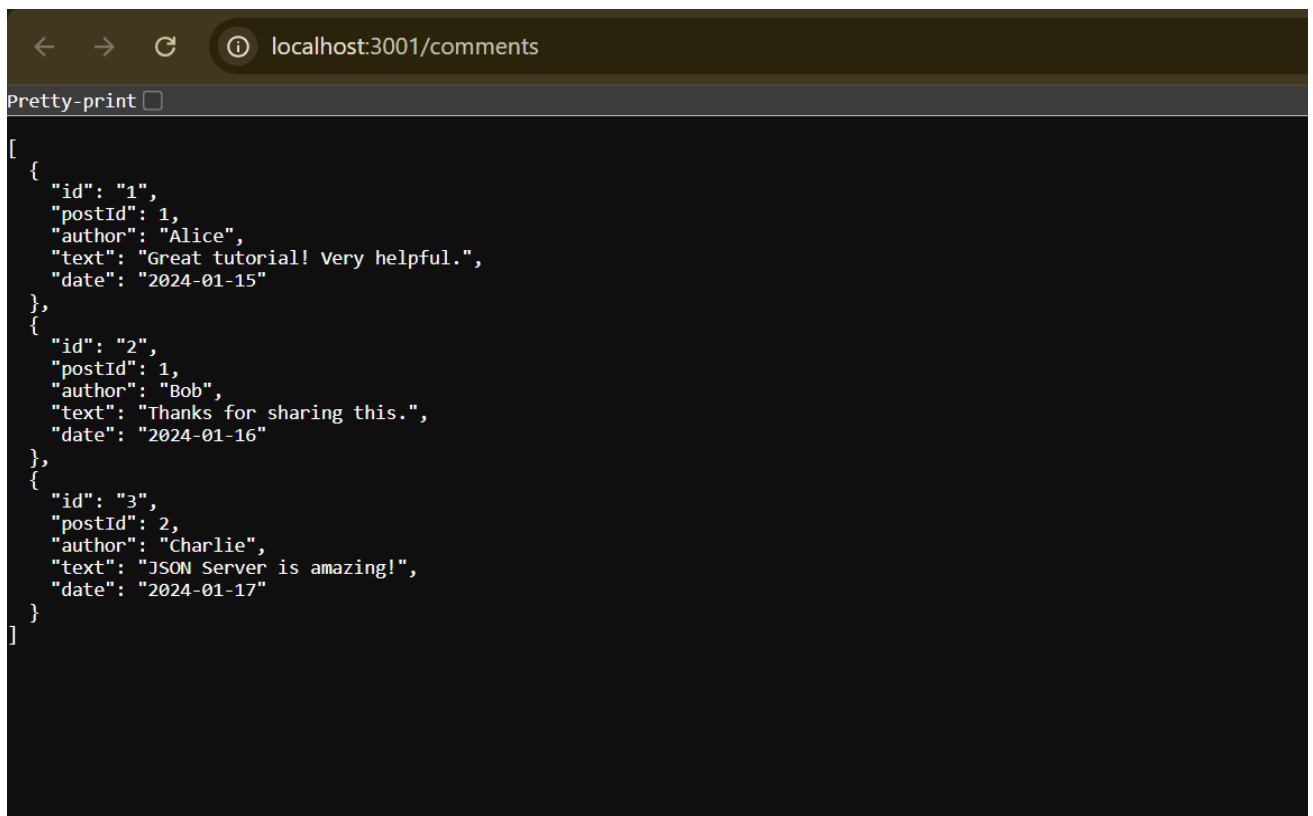 localhost:3001/comments
Pretty-print
[
  {
    "id": "1",
    "postId": 1,
    "author": "Alice",
    "text": "Great tutorial! Very helpful.",
    "date": "2024-01-15"
  },
  {
    "id": "2",
    "postId": 1,
    "author": "Bob",
    "text": "Thanks for sharing this.",
    "date": "2024-01-16"
  },
  {
    "id": "3",
    "postId": 2,
    "author": "Charlie",
    "text": "JSON Server is amazing!",
    "date": "2024-01-17"
  }
]